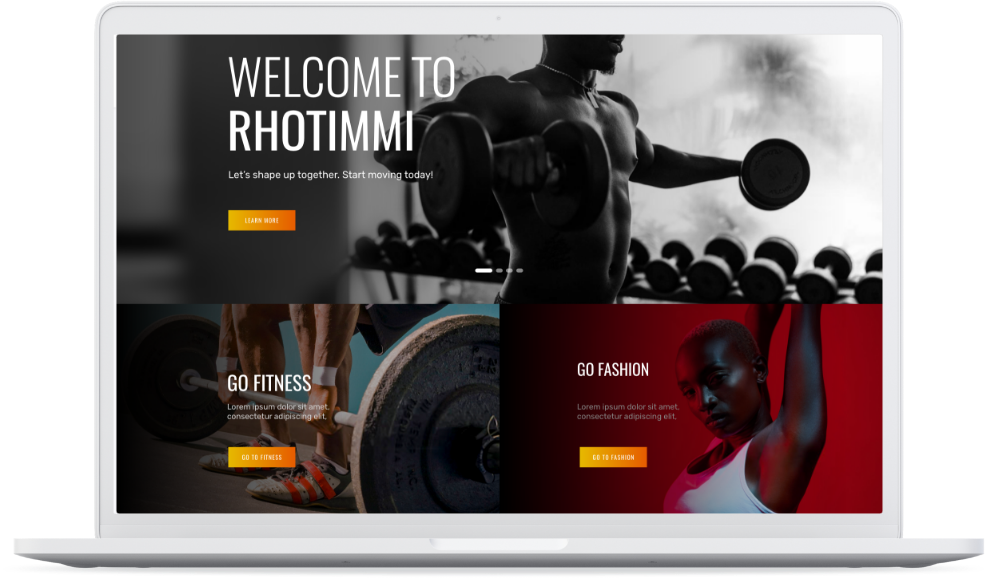 WELCOME TO
RHOTIMMI
Let's shape up together. Start moving today!
LEARN MORE
GO FITNESS
Lorem ipsum dolor sit amet,
consectetur adipiscing elit.
GO TO FITNESS
GO FASHION
Lorem ipsum dolor sit amet,
consectetur adipiscing elit.
GO TO FASHION